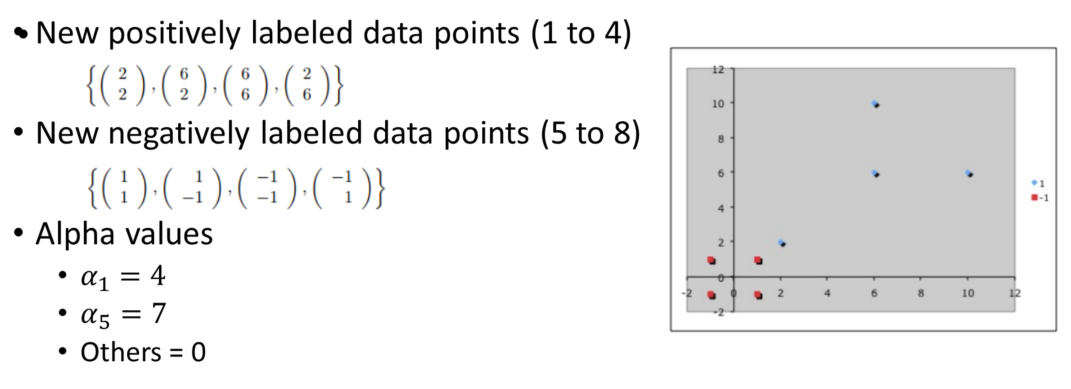 • New positively labeled data points (1 to 4)
{(2 2), (6 2), (6 6), (2 6)}
• New negatively labeled data points (5 to 8)
{(1 1), (1 −1), (−1 −1), (−1 1)}
• Alpha values
• α₁ = 4
• α₅ = 7
• Others = 0
12
10
8
6
4
2
0
-2
-2 0 2 4 6 8 10 12
1
-1